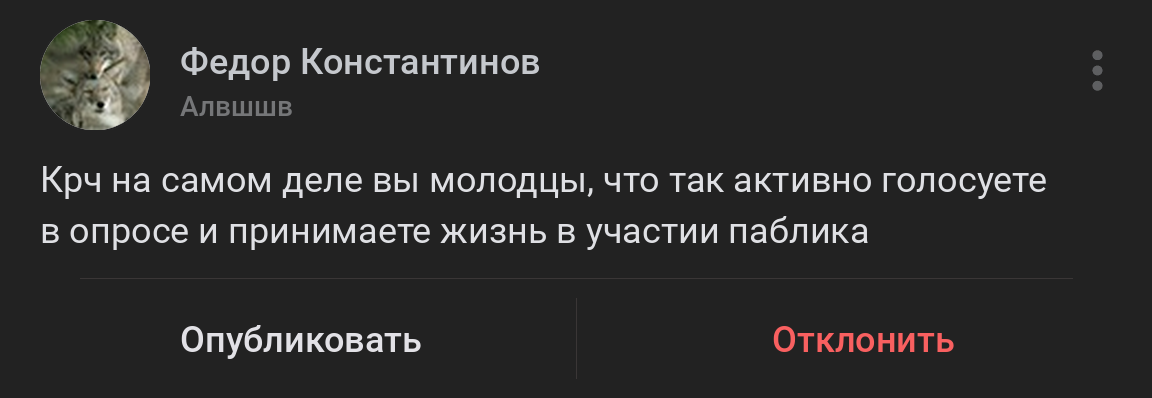 Федор Константинов
Алвшшв
Крч на самом деле вы молодцы, что так активно голосуете
в опросе и принимаете жизнь в участии паблика
Опубликовать
Отклонить